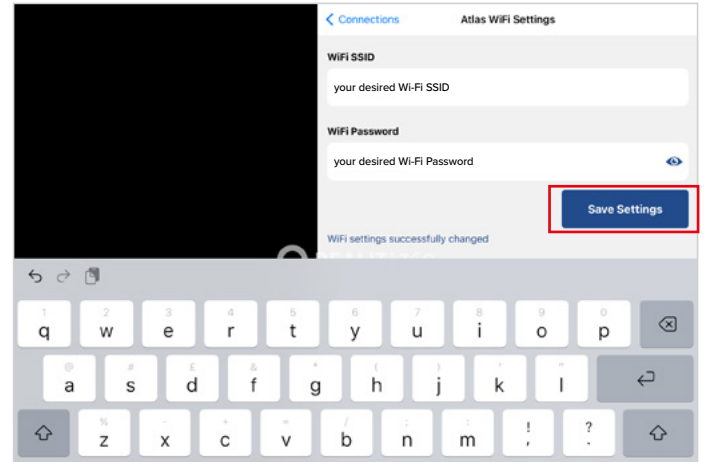 Connections
Atlas WiFi Settings
WiFi SSID
your desired Wi-Fi SSID
WiFi Password
your desired Wi-Fi Password
Save Settings
WiFi settings successfully changed
1 2 3 4 5 6 7 8 9 0
q w e r t y u i o p
@ # £ & * ( ) ' "
a s d f g h j k l
% - + = / ; : ! ?
z x c v b n m , .